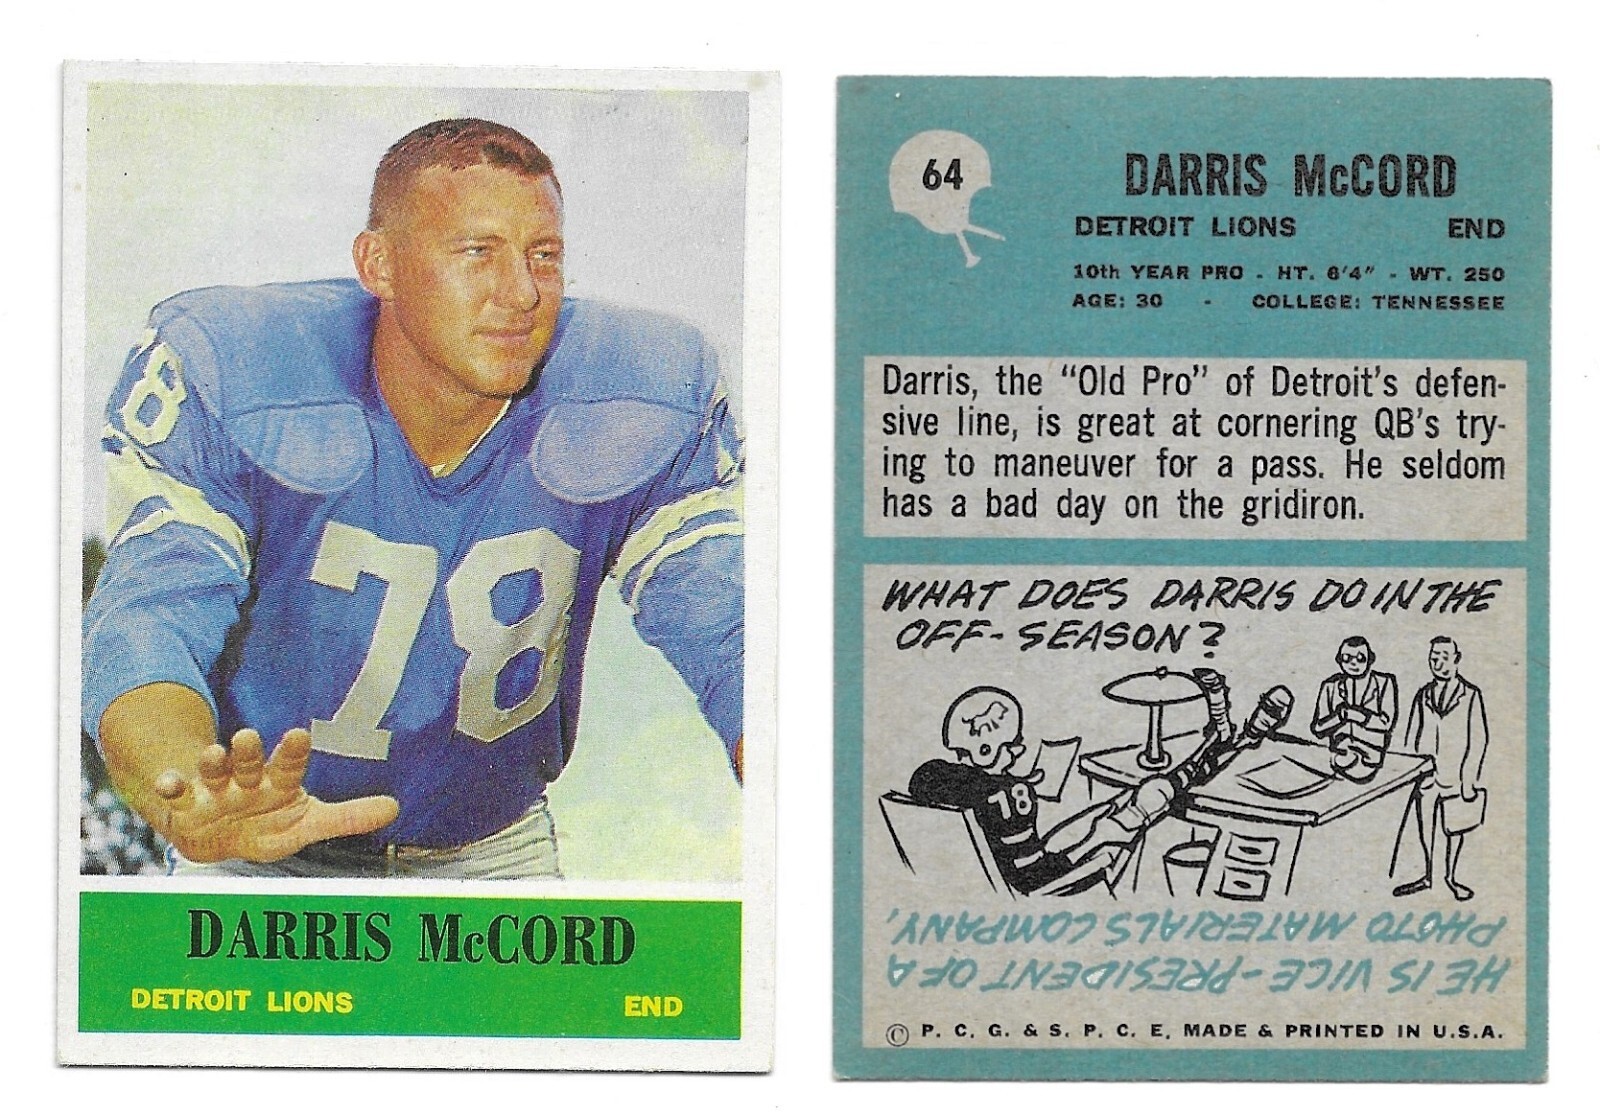 8
78
DARRIS McCORD
DETROIT LIONS END
64
DARRIS McCORD
DETROIT LIONS END
10th YEAR PRO - HT. 6'4" - WT. 250
AGE: 30 - COLLEGE: TENNESSEE
Darris, the “Old Pro” of Detroit's defen-
sive line, is great at cornering QB's try-
ing to maneuver for a pass. He seldom
has a bad day on the gridiron.
WHAT DOES DARRIS DO IN THE
OFF-SEASON?
78
HE IS VICE-PRESIDENT OF A
PHOTO MATERIALS COMPANY,
© P. C. G. & S. P. C. E. MADE & PRINTED IN U.S.A.